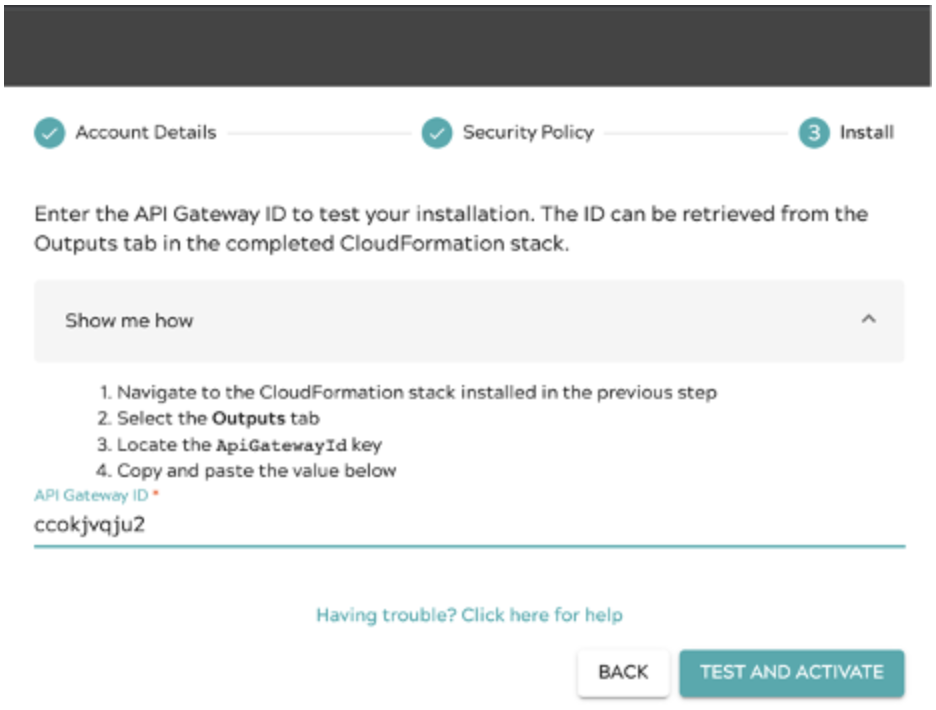 Account Details
Security Policy
3 Install
Enter the API Gateway ID to test your installation. The ID can be retrieved from the
Outputs tab in the completed CloudFormation stack.
Show me how
1. Navigate to the CloudFormation stack installed in the previous step
2. Select the Outputs tab
3. Locate the ApiGatewayId key
4. Copy and paste the value below
API Gateway ID *
ccokjvqju2
Having trouble? Click here for help
BACK
TEST AND ACTIVATE